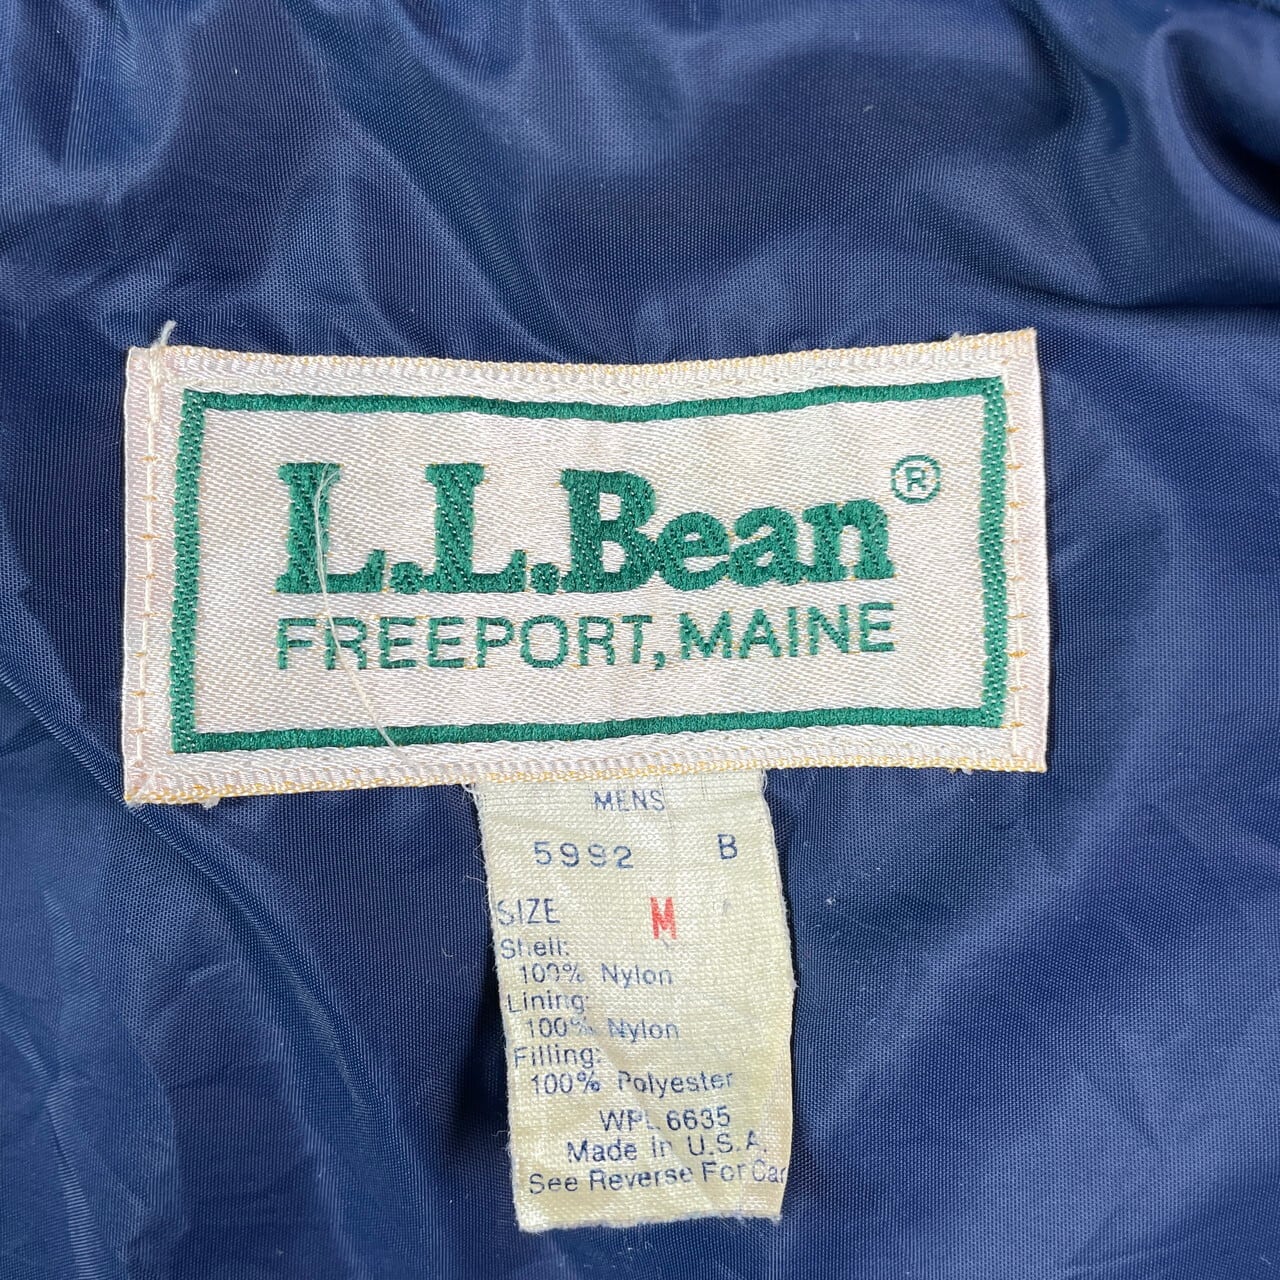 L.L.Bean®
FREEPORT, MAINE
MENS
5992 B
SIZE M
Shell:
100% Nylon
Lining:
100% Nylon
Filling:
100% Polyester
WPL 6635
Made in U.S.A.
See Reverse For Car